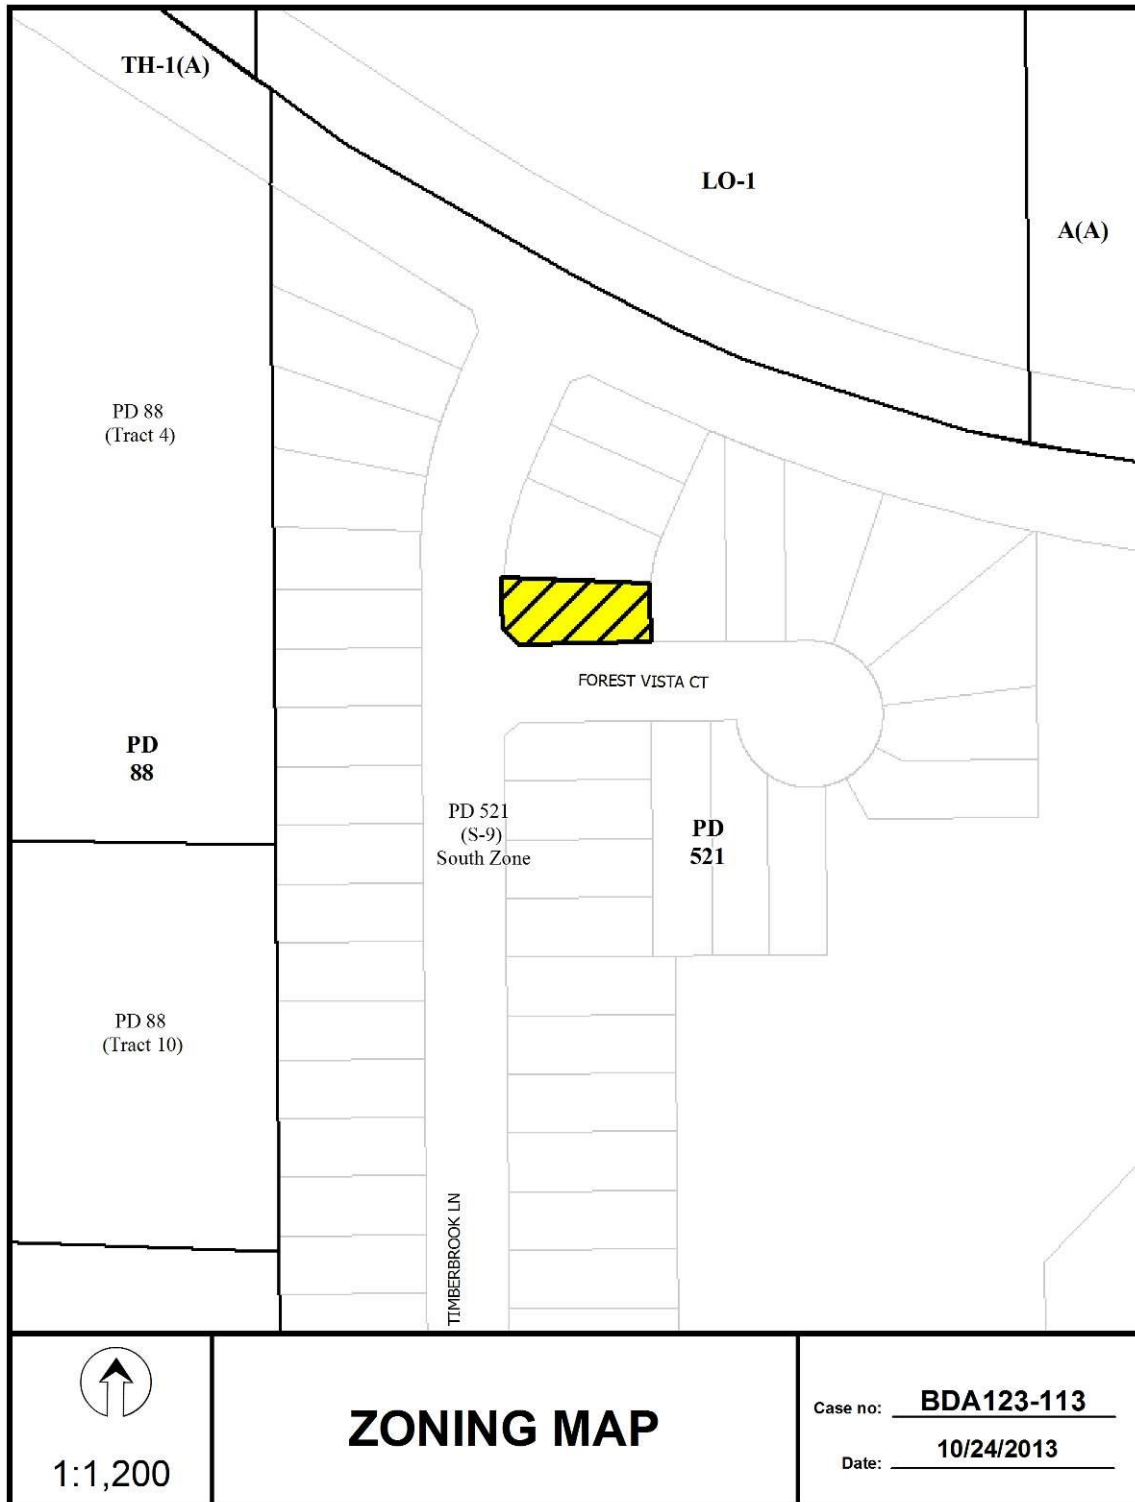 TH-1(A)
LO-1
A(A)
PD 88
(Tract 4)
FOREST VISTA CT
PD
88
PD 521
(S-9)
South Zone
PD
521
PD 88
(Tract 10)
TIMBERBROOK LN
1:1,200
ZONING MAP
Case no: BDA123-113
Date: 10/24/2013